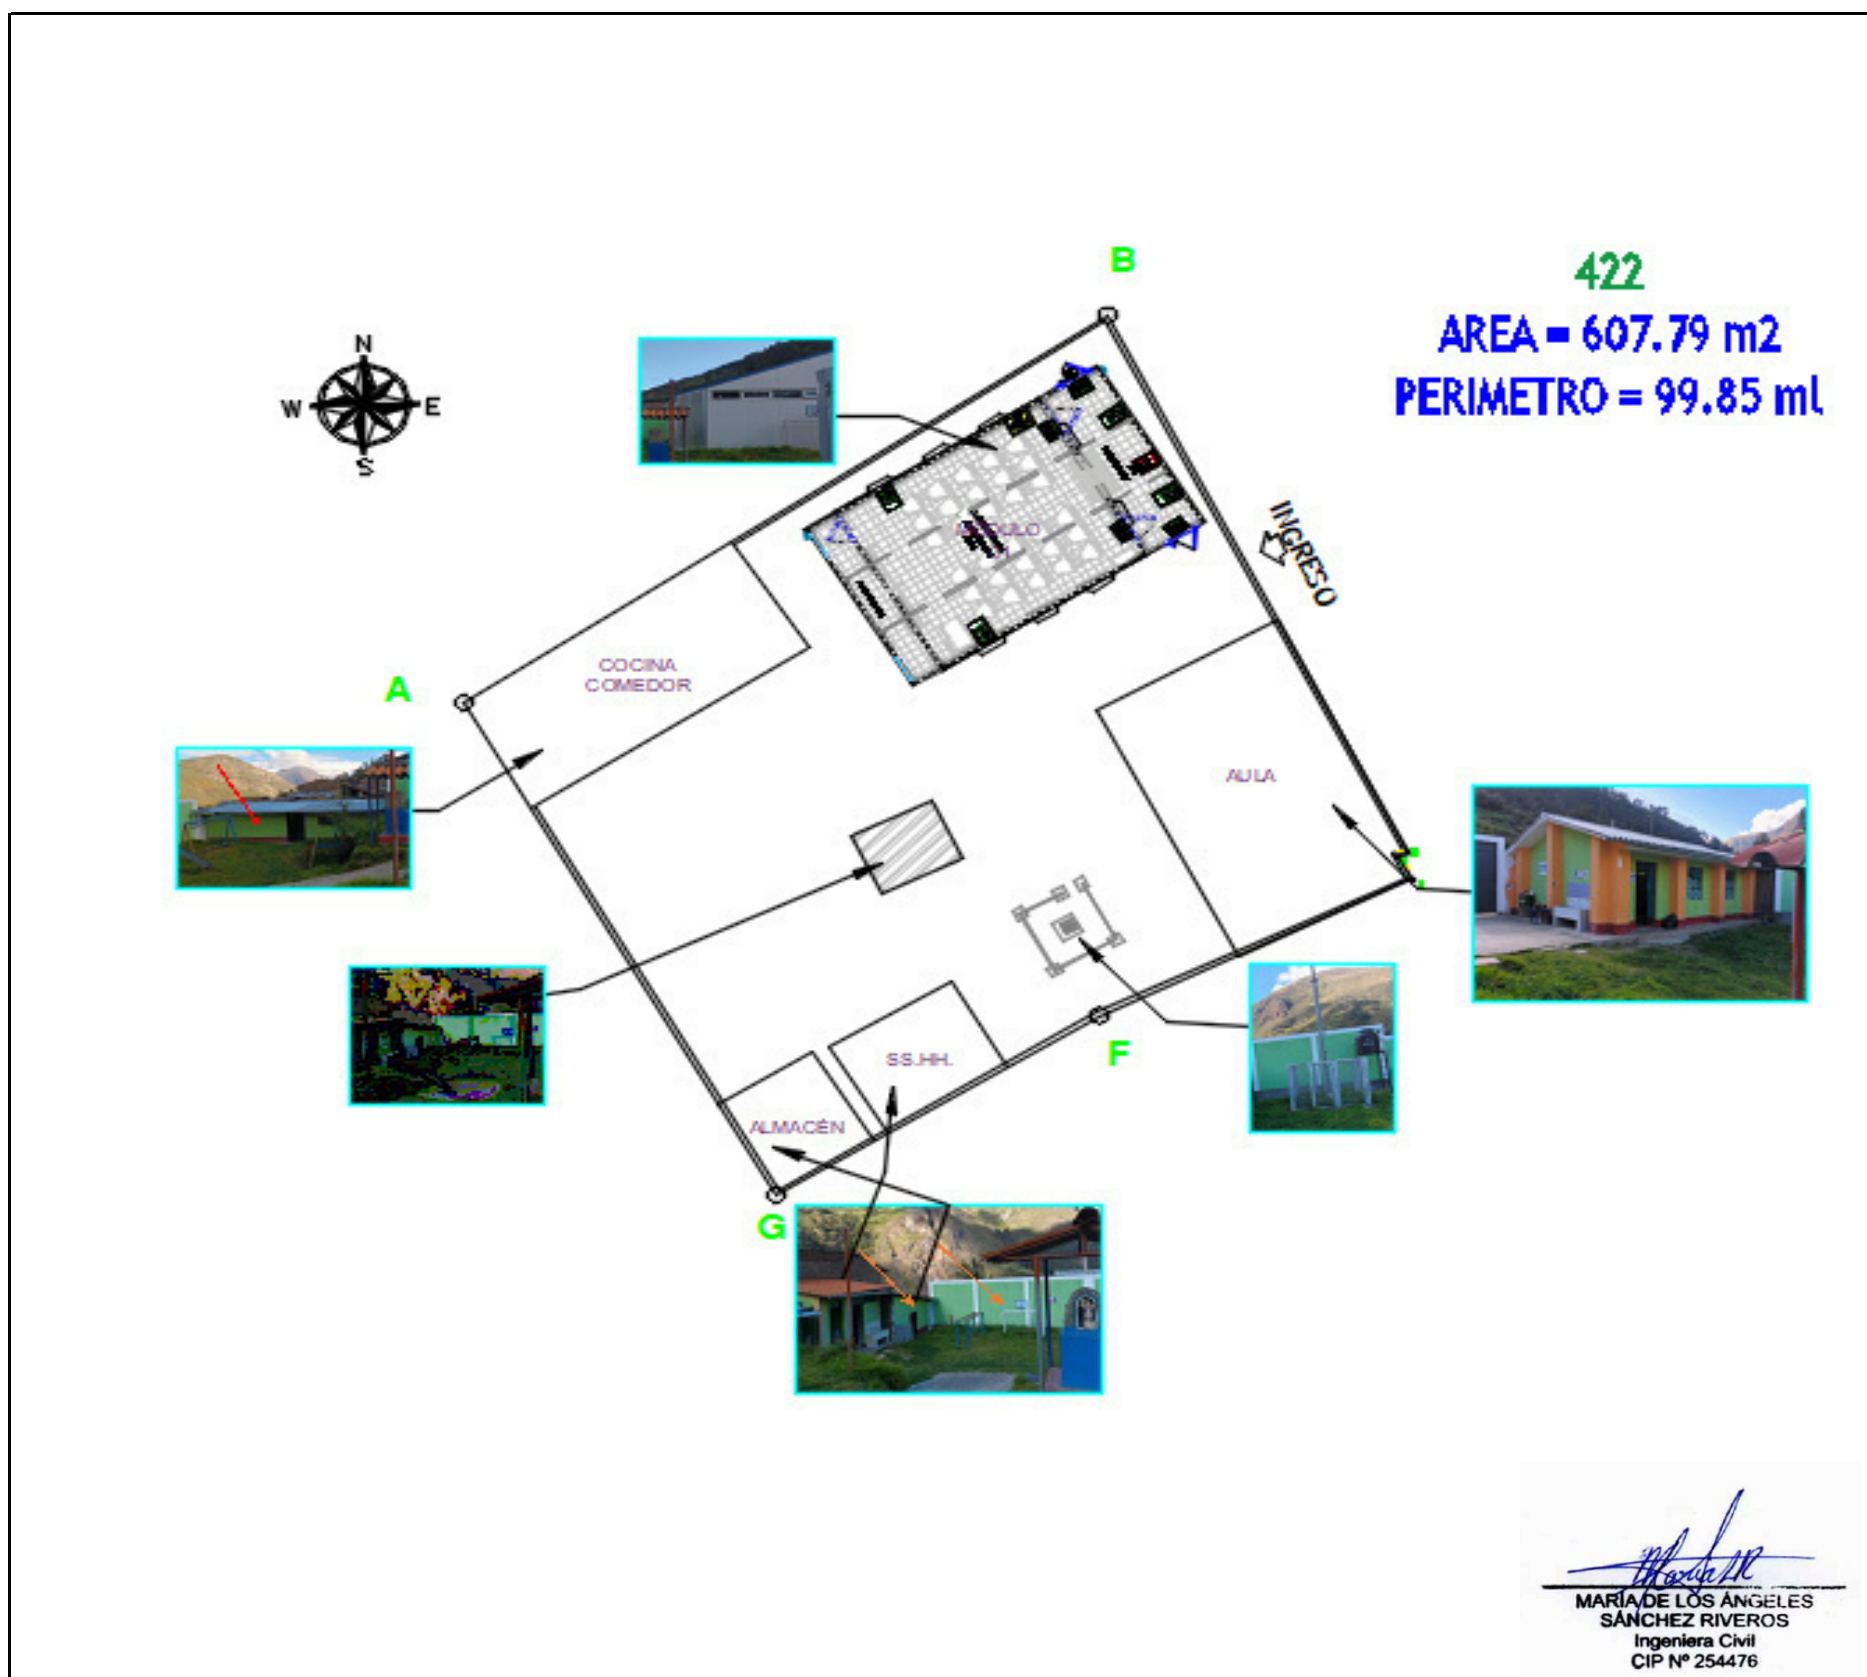 B
422
AREA = 607.79 m2
PERIMETRO = 99.85 ml
N
W
E
S
INGRESO
COCINA
COMEDOR
A
AULA
SS.HH.
F
ALMACÉN
G
MARÍA DE LOS ÁNGELES
SÁNCHEZ RIVEROS
Ingeniera Civil
CIP Nº 254476